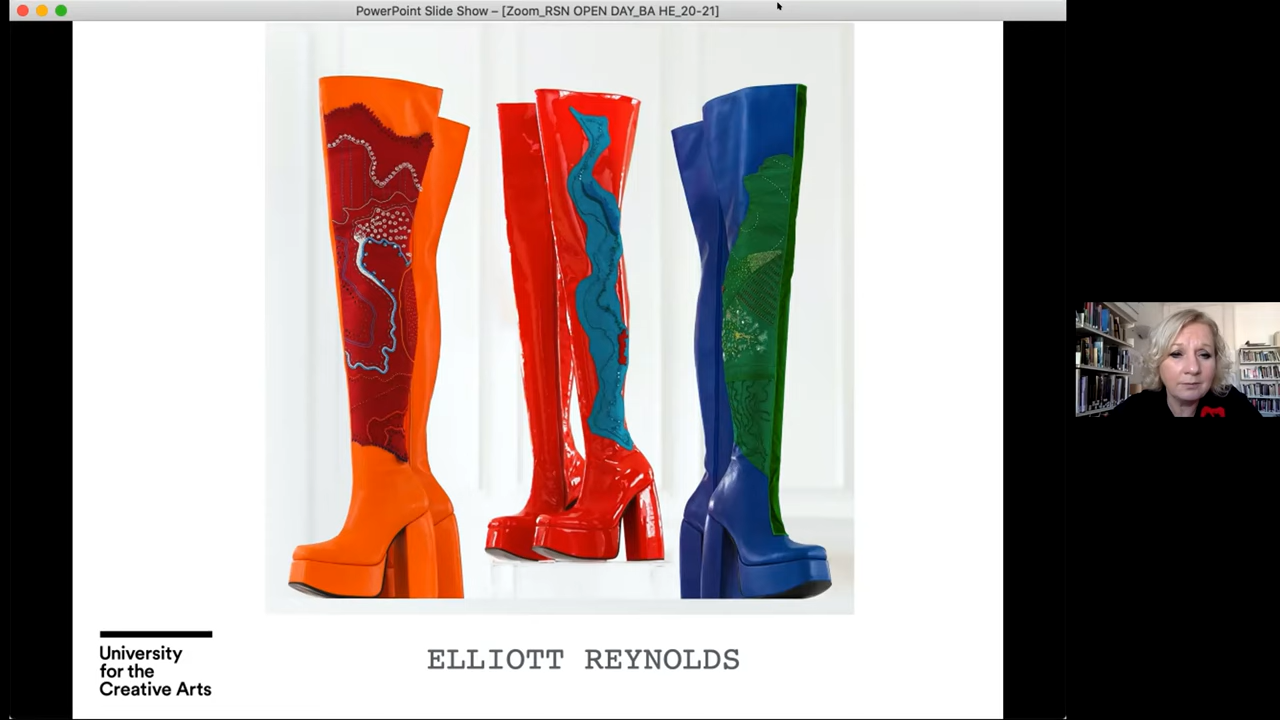 PowerPoint Slide Show – [Zoom_RSN OPEN DAY_BA HE_20-21]
University
for the
Creative Arts
ELLIOTT REYNOLDS